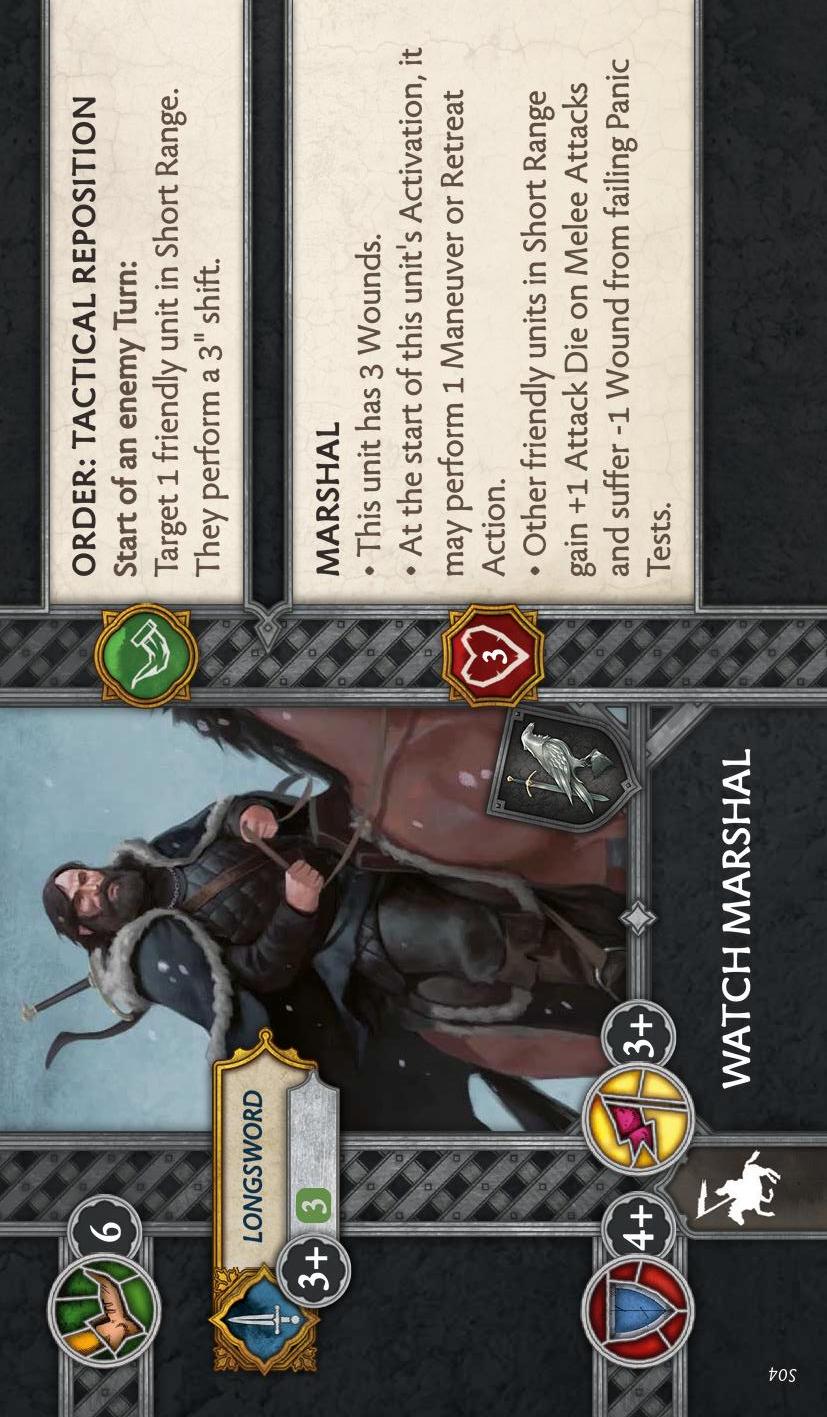 6
LONGSWORD
3+
3
4+
3+
WATCH MARSHAL
S04
ORDER: TACTICAL REPOSITION
Start of an enemy Turn:
Target 1 friendly unit in Short Range.
They perform a 3" shift.
3
MARSHAL
• This unit has 3 Wounds.
• At the start of this unit's Activation, it
may perform 1 Maneuver or Retreat
Action.
• Other friendly units in Short Range
gain +1 Attack Die on Melee Attacks
and suffer -1 Wound from failing Panic
Tests.